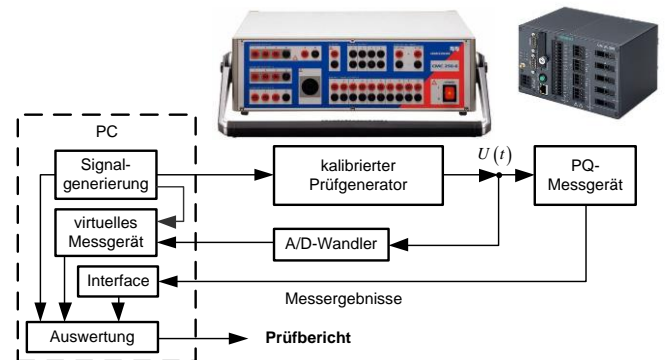 PC
Signal-
generierung
kalibrierter
Prüfgenerator
U(t)
PQ-
Messgerät
virtuelles
Messgerät
A/D-Wandler
Interface
Messergebnisse
Auswertung
Prüfbericht